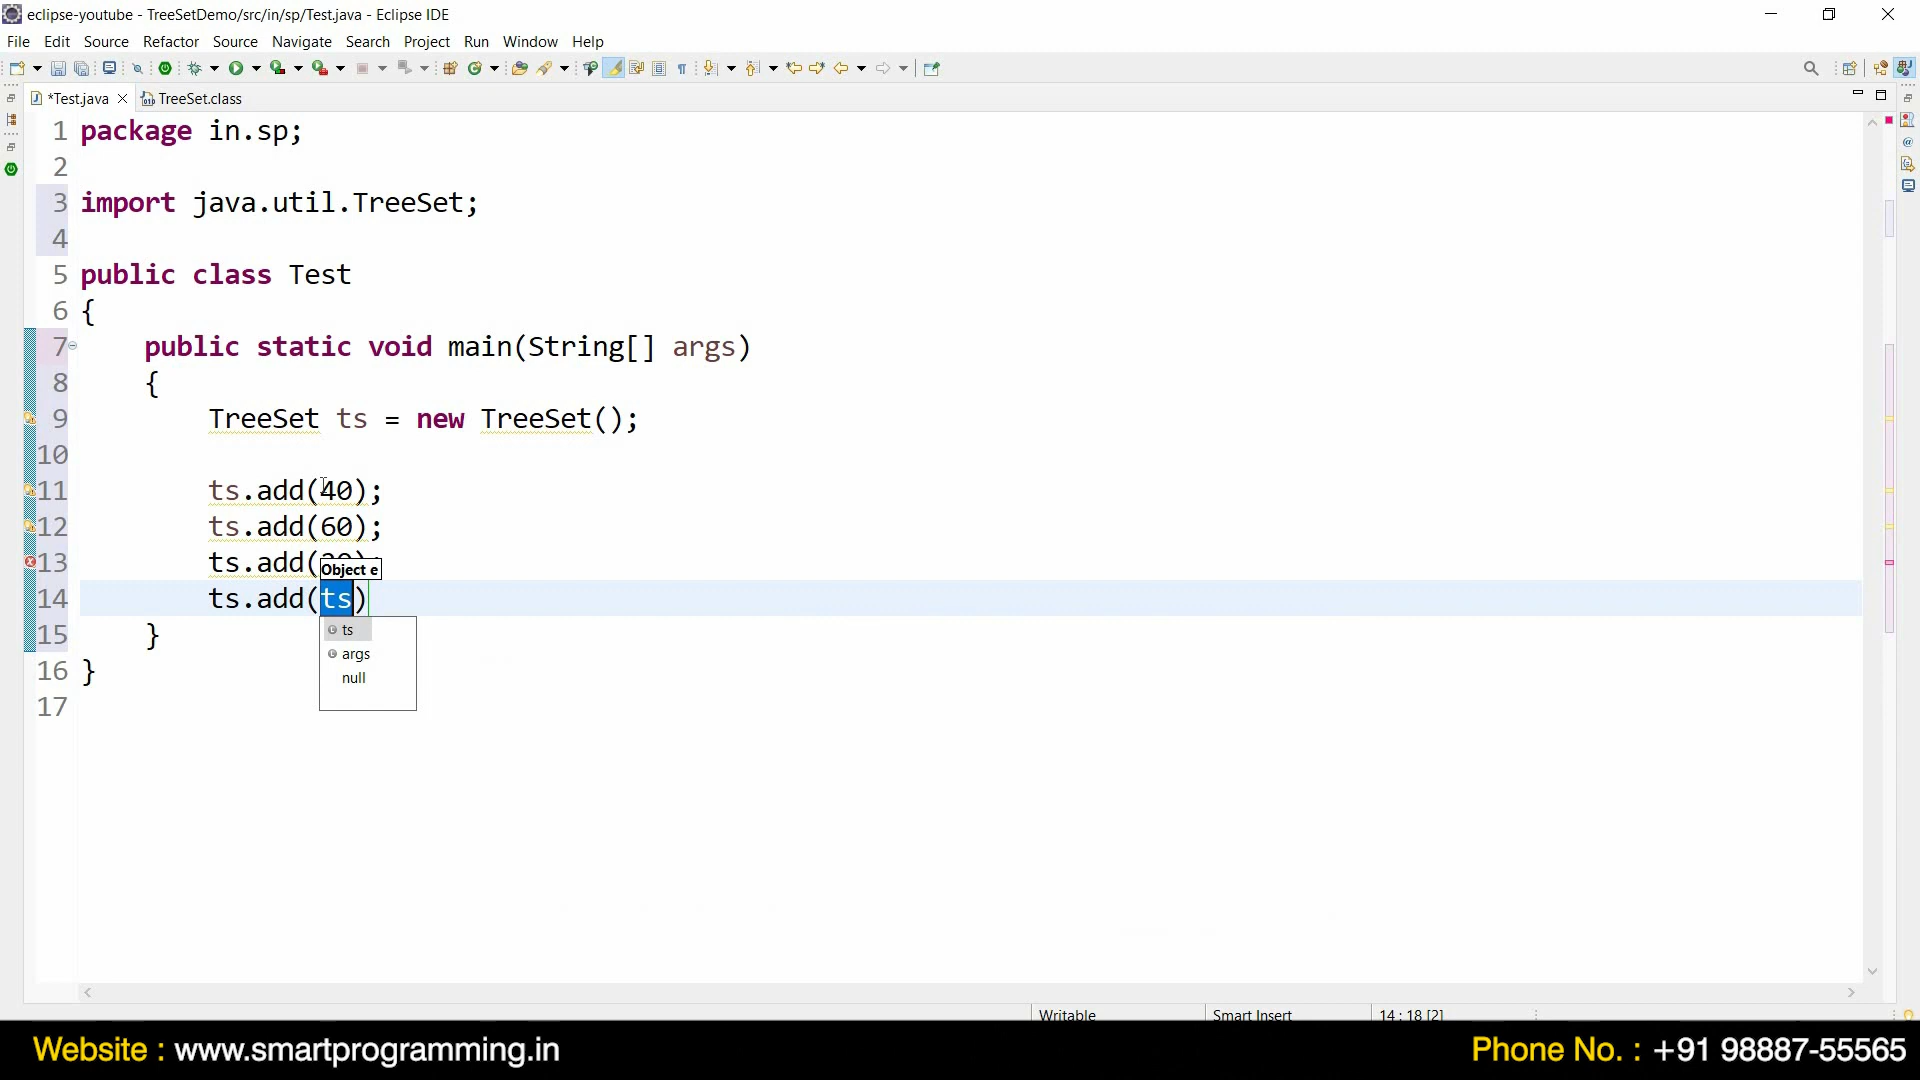 eclipse-youtube - TreeSetDemo/src/in/sp/Test.java - Eclipse IDE
File Edit Source Refactor Source Navigate Search Project Run Window Help
*Test.java TreeSet.class
1 package in.sp;
2
3 import java.util.TreeSet;
4
5 public class Test
6 {
7 public static void main(String[] args)
8 {
9 TreeSet ts = new TreeSet();
10
11 ts.add(40);
12 ts.add(60);
13 ts.add(
Object e
14 ts.add(ts)
ts
15 }
args
16 }
null
17
Writable Smart Insert 14 : 18 [2]
Website : www.smartprogramming.in Phone No. : +91 98887-55565